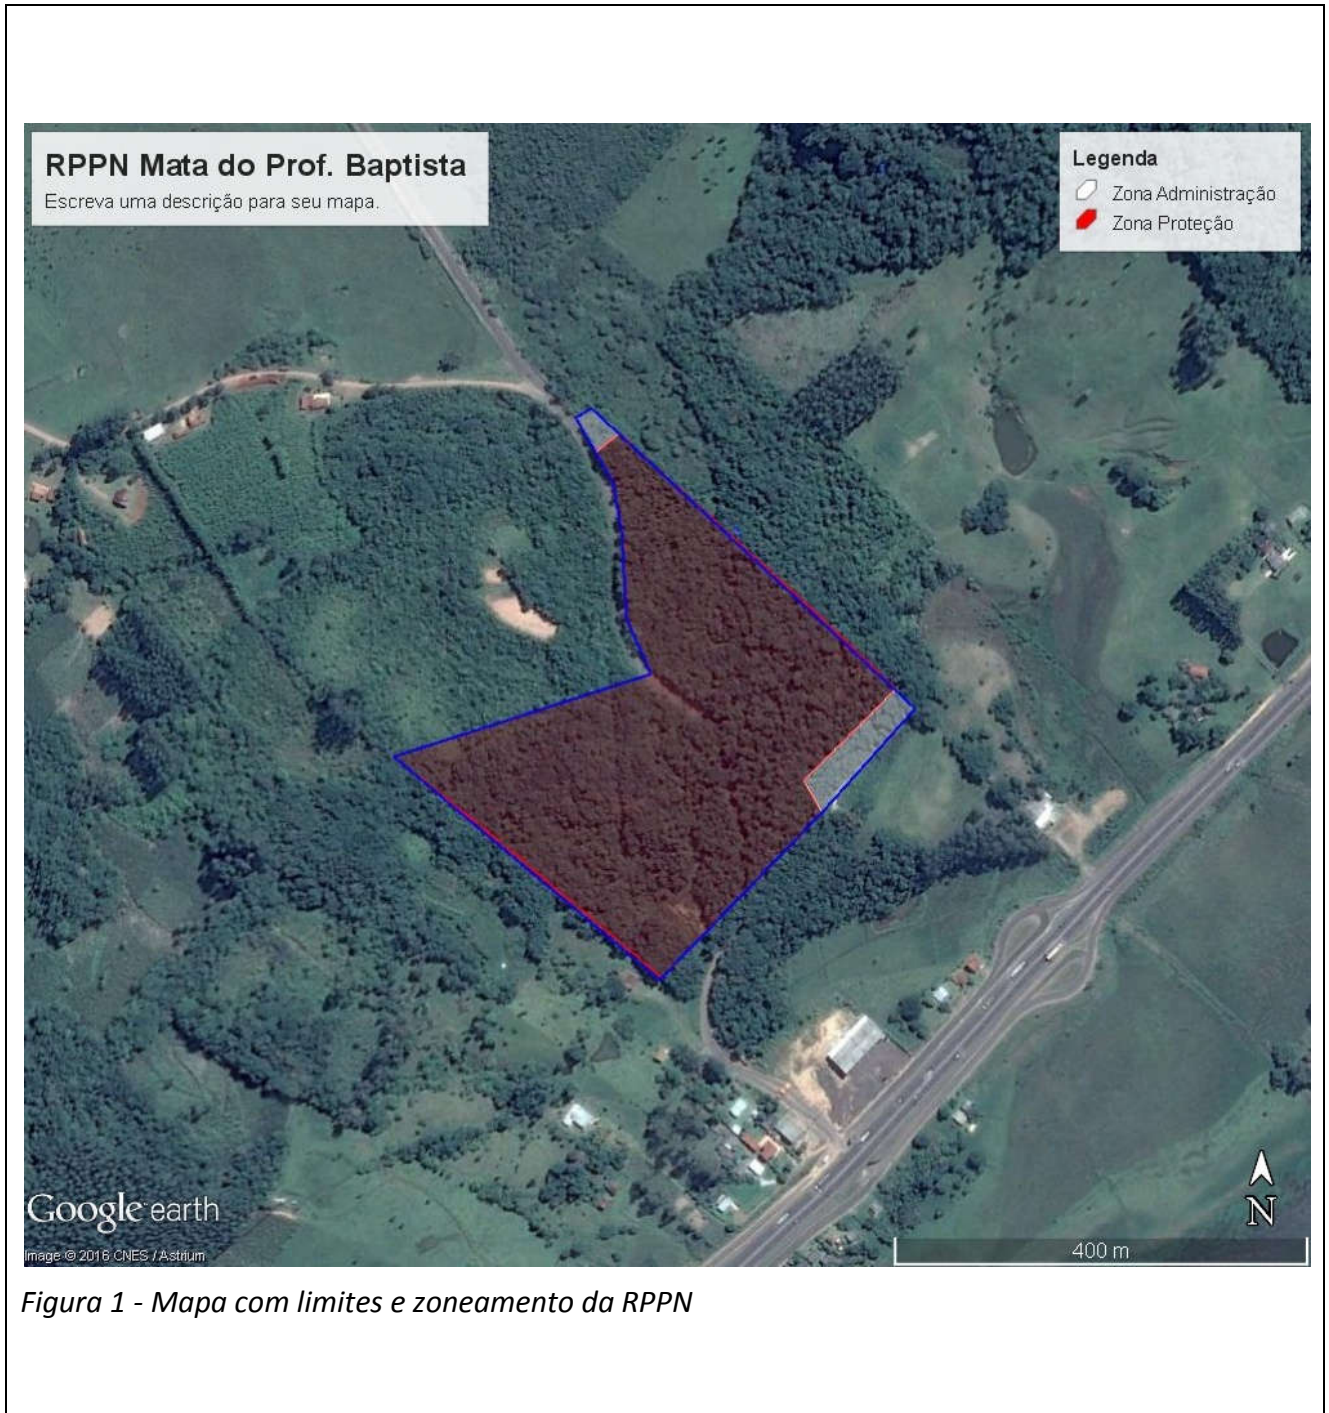 RPPN Mata do Prof. Baptista
Escreva uma descrição para seu mapa.
Legenda
Zona Administração
Zona Proteção
Google earth
N
Image © 2016 CNES / Astrium
400 m
Figura 1 - Mapa com limites e zoneamento da RPPN